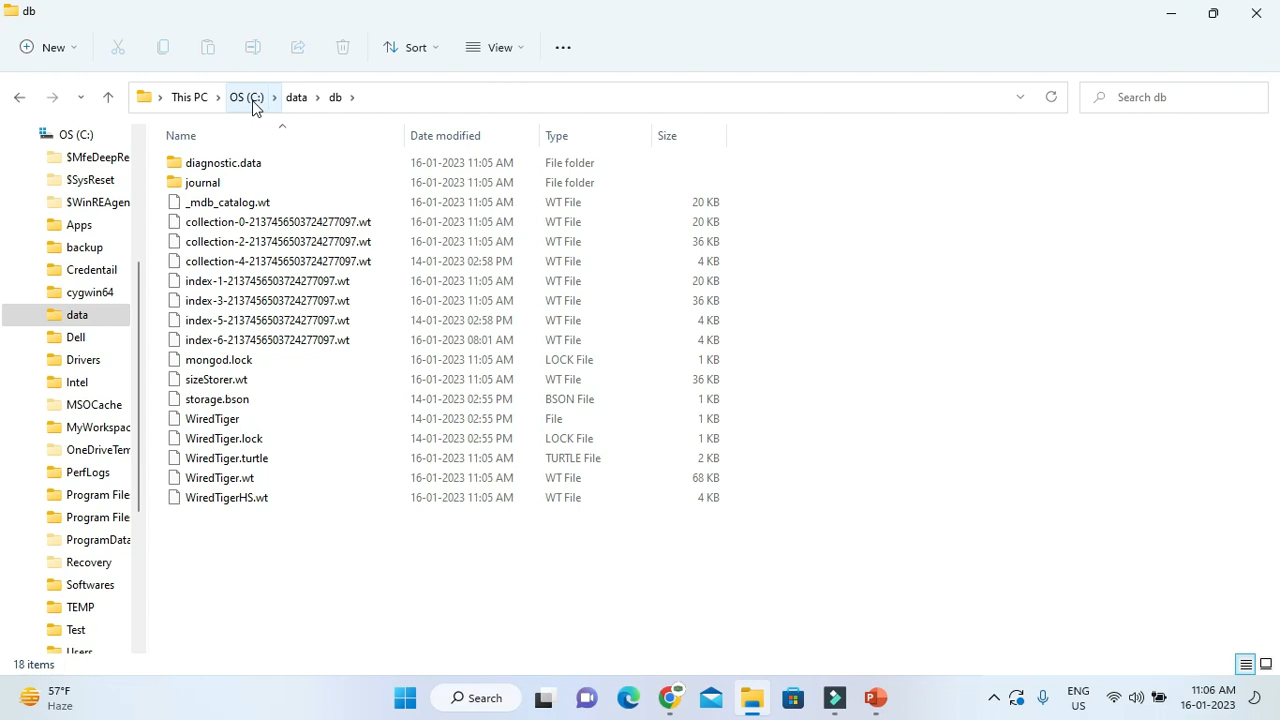 db
New
Sort
View
This PC
OS (C:)
data
db
Search db
OS (C:)
$MfeDeepRe
$SysReset
$WinREAgen
Apps
backup
Credentail
cygwin64
data
Dell
Drivers
Intel
MSOCache
MyWorkspac
OneDriveTem
PerfLogs
Program File
Program File
ProgramData
Recovery
Softwares
TEMP
Test
Users
Name Date modified Type Size
diagnostic.data 16-01-2023 11:05 AM File folder
journal 16-01-2023 11:05 AM File folder
_mdb_catalog.wt 16-01-2023 11:05 AM WT File 20 KB
collection-0-2137456503724277097.wt 16-01-2023 11:05 AM WT File 20 KB
collection-2-2137456503724277097.wt 16-01-2023 11:05 AM WT File 36 KB
collection-4-2137456503724277097.wt 14-01-2023 02:58 PM WT File 4 KB
index-1-2137456503724277097.wt 16-01-2023 11:05 AM WT File 20 KB
index-3-2137456503724277097.wt 16-01-2023 11:05 AM WT File 36 KB
index-5-2137456503724277097.wt 14-01-2023 02:58 PM WT File 4 KB
index-6-2137456503724277097.wt 16-01-2023 08:01 AM WT File 4 KB
mongod.lock 16-01-2023 11:05 AM LOCK File 1 KB
sizeStorer.wt 16-01-2023 11:05 AM WT File 36 KB
storage.bson 14-01-2023 02:55 PM BSON File 1 KB
WiredTiger 14-01-2023 02:55 PM File 1 KB
WiredTiger.lock 14-01-2023 02:55 PM LOCK File 1 KB
WiredTiger.turtle 16-01-2023 11:05 AM TURTLE File 2 KB
WiredTiger.wt 16-01-2023 11:05 AM WT File 68 KB
WiredTigerHS.wt 16-01-2023 11:05 AM WT File 4 KB
18 items
57°F
Haze
Search
ENG
US
11:06 AM
16-01-2023